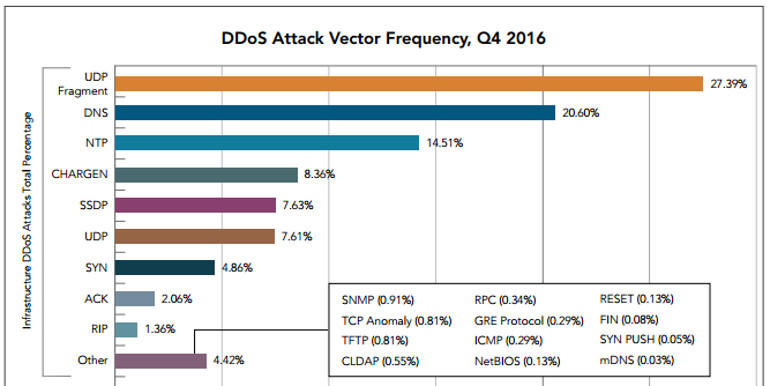 DDoS Attack Vector Frequency, Q4 2016
Infrastructure DDoS Attacks Total Percentage
UDP
Fragment
27.39%
DNS
20.60%
NTP
14.51%
CHARGEN
8.36%
SSDP
7.63%
UDP
7.61%
SYN
4.86%
ACK
2.06%
RIP
1.36%
Other
4.42%
SNMP (0.91%)
TCP Anomaly (0.81%)
TFTP (0.81%)
CLDAP (0.55%)
RPC (0.34%)
GRE Protocol (0.29%)
ICMP (0.29%)
NetBIOS (0.13%)
RESET (0.13%)
FIN (0.08%)
SYN PUSH (0.05%)
mDNS (0.03%)